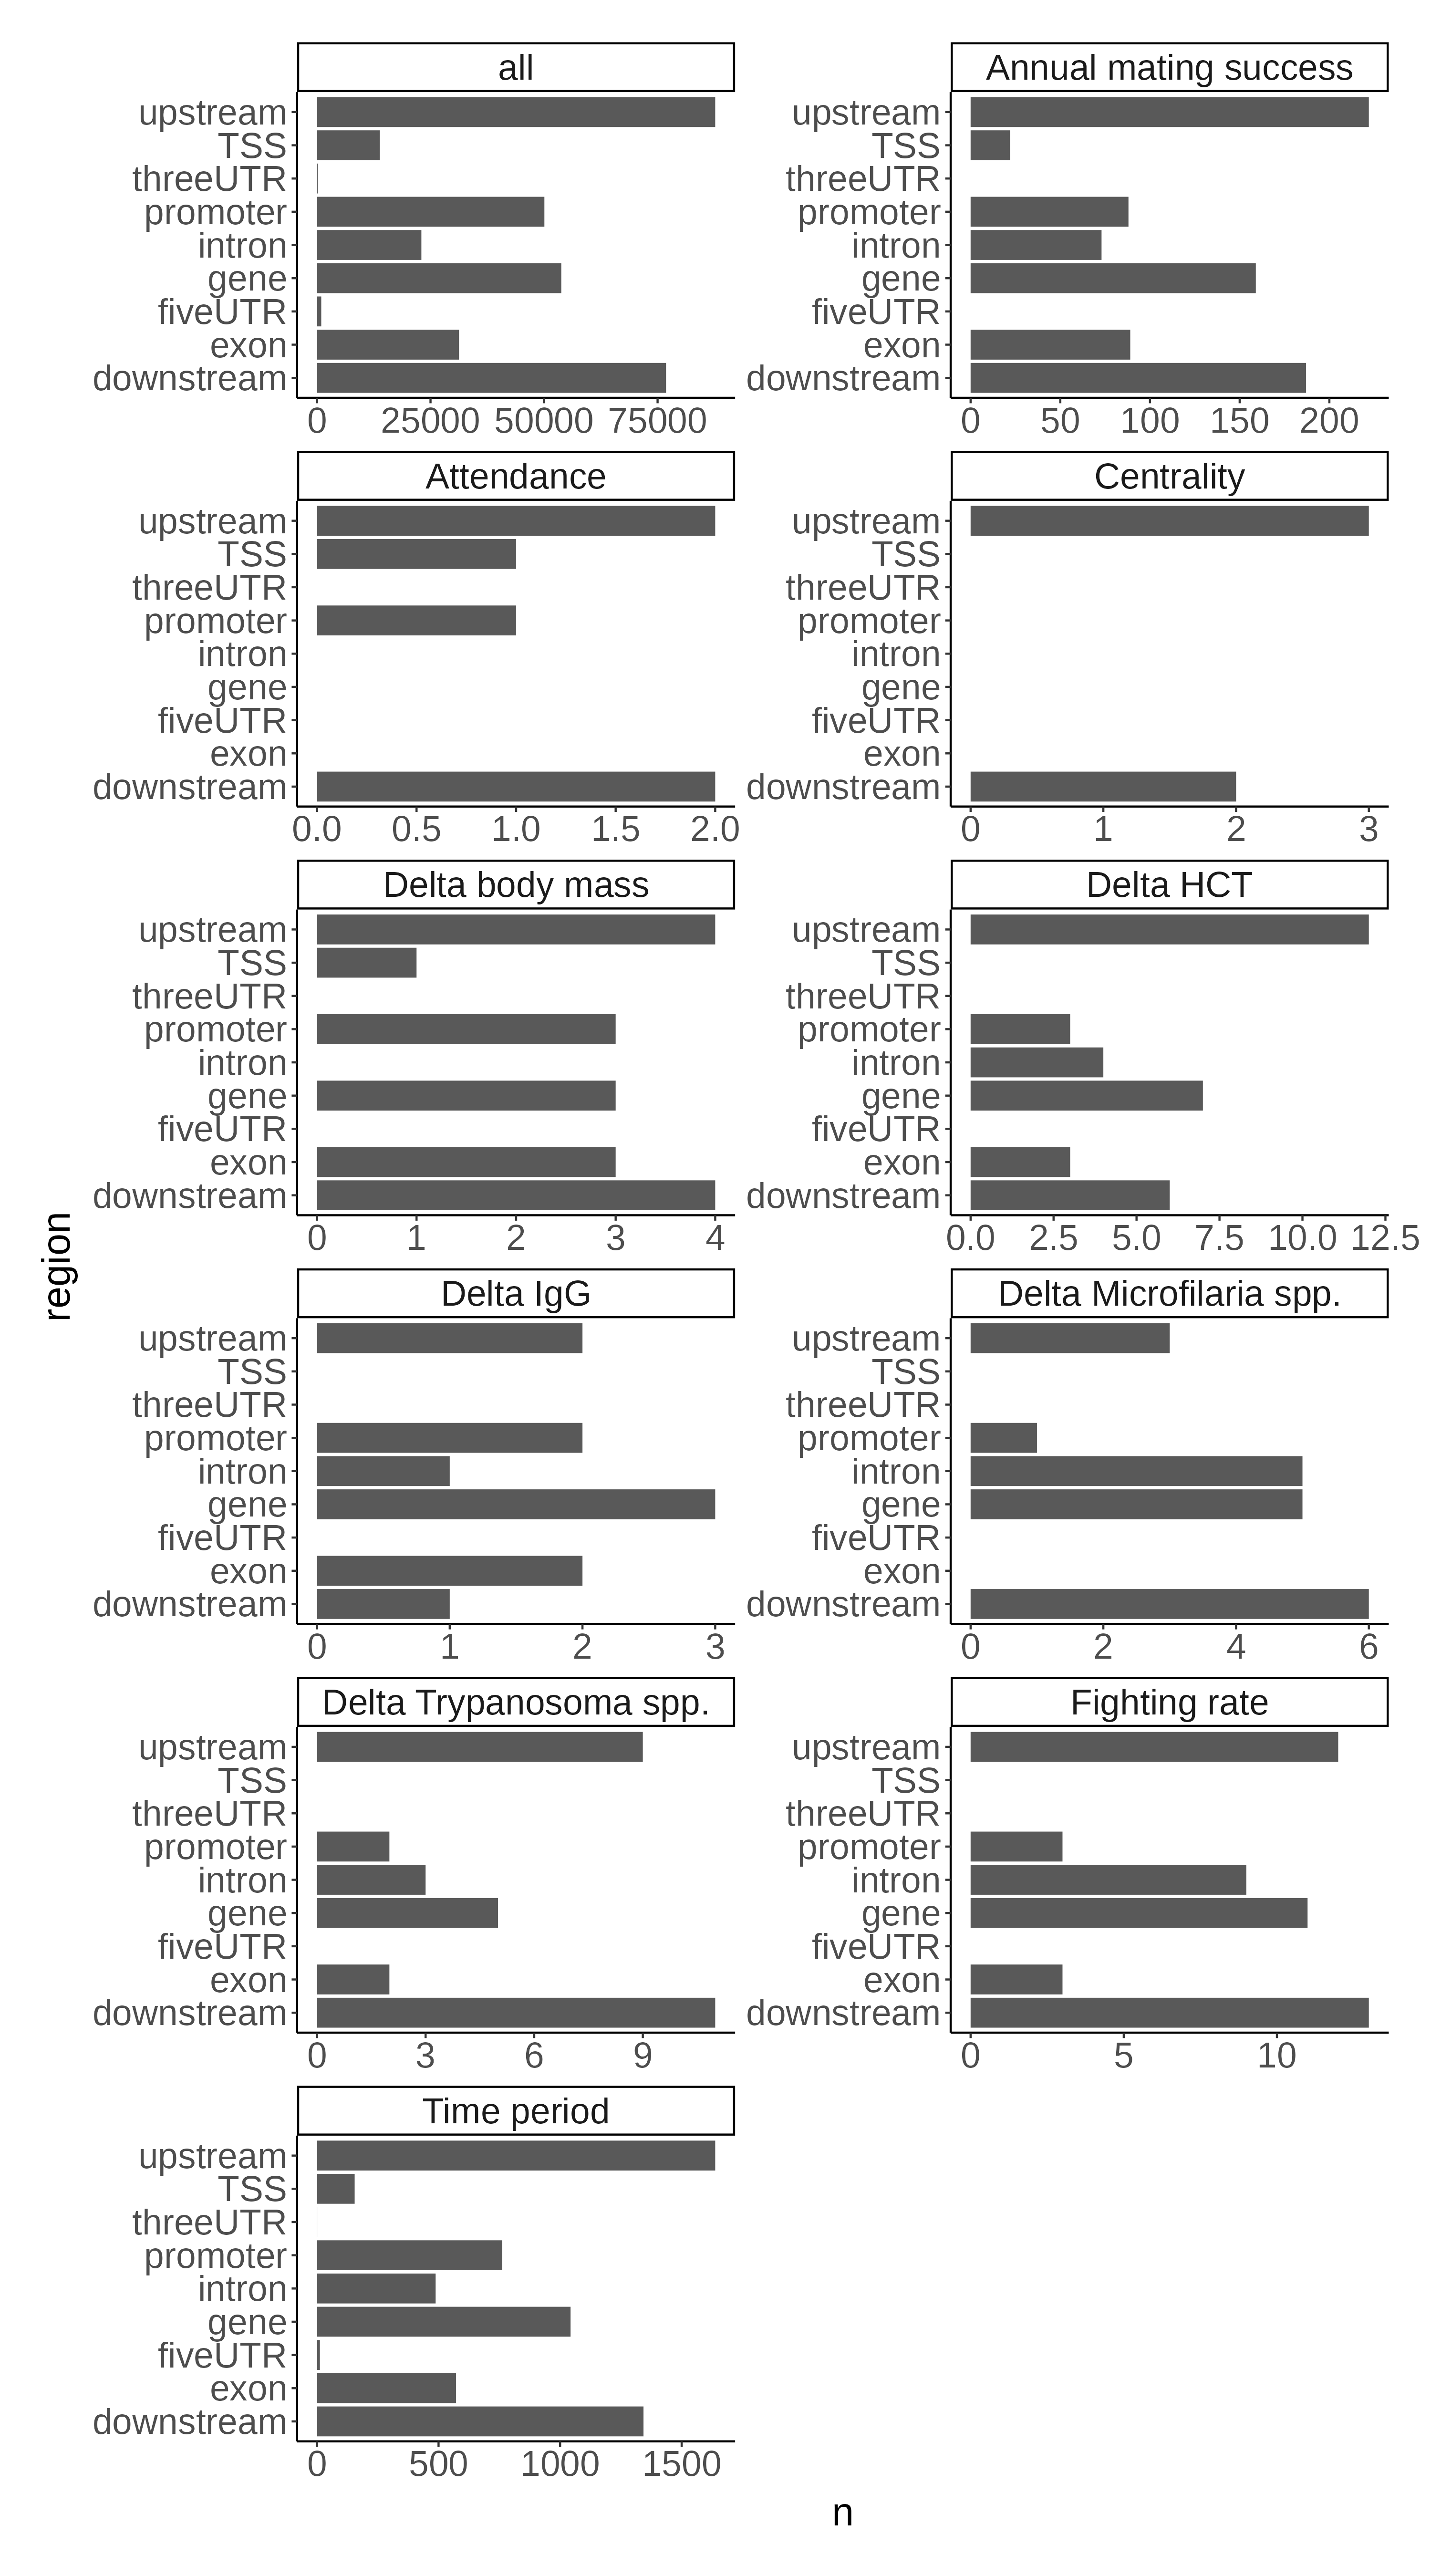 all
upstream
TSS
threeUTR
promoter
intron
gene
fiveUTR
exon
downstream
0 25000 50000 75000
Annual mating success
upstream
TSS
threeUTR
promoter
intron
gene
fiveUTR
exon
downstream
0 50 100 150 200
Attendance
upstream
TSS
threeUTR
promoter
intron
gene
fiveUTR
exon
downstream
0.0 0.5 1.0 1.5 2.0
Centrality
upstream
TSS
threeUTR
promoter
intron
gene
fiveUTR
exon
downstream
0 1 2 3
Delta body mass
upstream
TSS
threeUTR
promoter
intron
gene
fiveUTR
exon
downstream
0 1 2 3 4
Delta HCT
upstream
TSS
threeUTR
promoter
intron
gene
fiveUTR
exon
downstream
0.0 2.5 5.0 7.5 10.0 12.5
region
Delta IgG
upstream
TSS
threeUTR
promoter
intron
gene
fiveUTR
exon
downstream
0 1 2 3
Delta Microfilaria spp.
upstream
TSS
threeUTR
promoter
intron
gene
fiveUTR
exon
downstream
0 2 4 6
Delta Trypanosoma spp.
upstream
TSS
threeUTR
promoter
intron
gene
fiveUTR
exon
downstream
0 3 6 9
Fighting rate
upstream
TSS
threeUTR
promoter
intron
gene
fiveUTR
exon
downstream
0 5 10
Time period
upstream
TSS
threeUTR
promoter
intron
gene
fiveUTR
exon
downstream
0 500 1000 1500
n